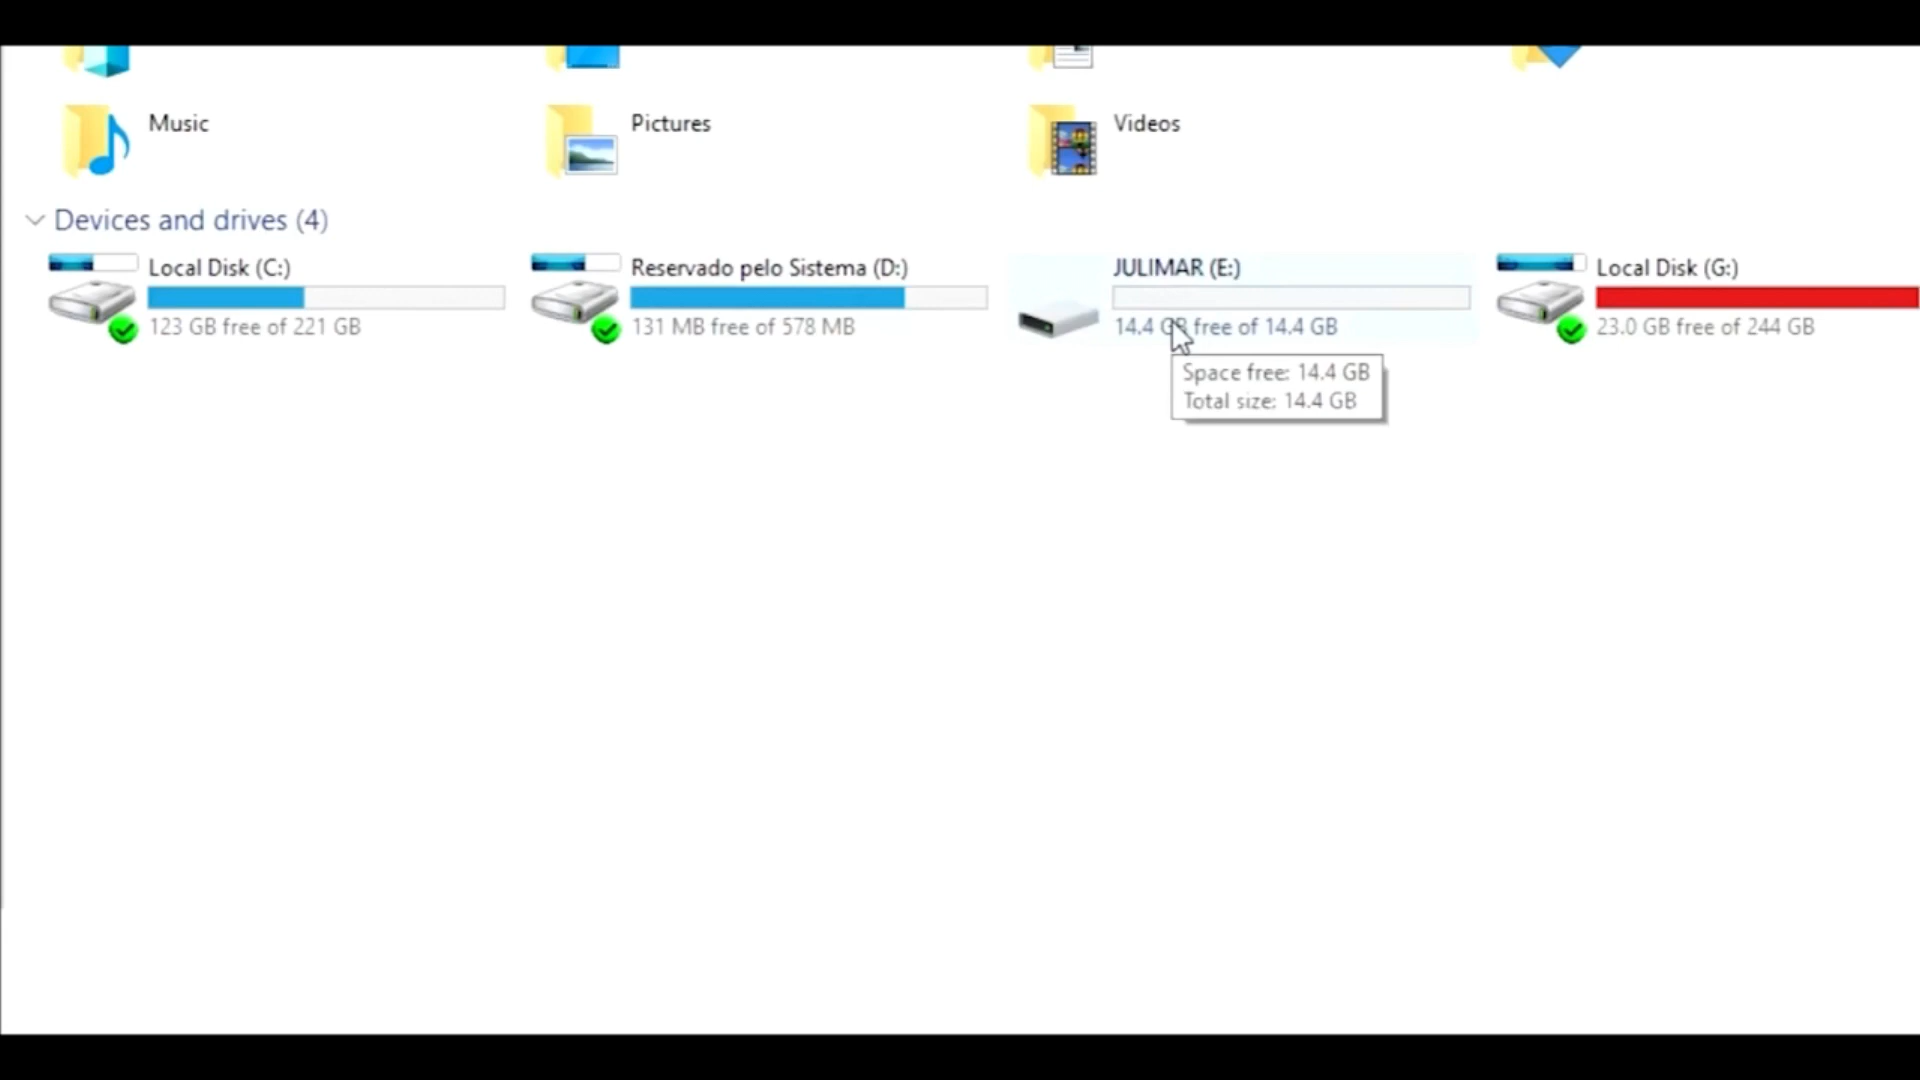 Music
Pictures
Videos
Devices and drives (4)
Local Disk (C:)
123 GB free of 221 GB
Reservado pelo Sistema (D:)
131 MB free of 578 MB
JULIMAR (E:)
14.4 GB free of 14.4 GB
Local Disk (G:)
23.0 GB free of 244 GB
Space free: 14.4 GB
Total size: 14.4 GB